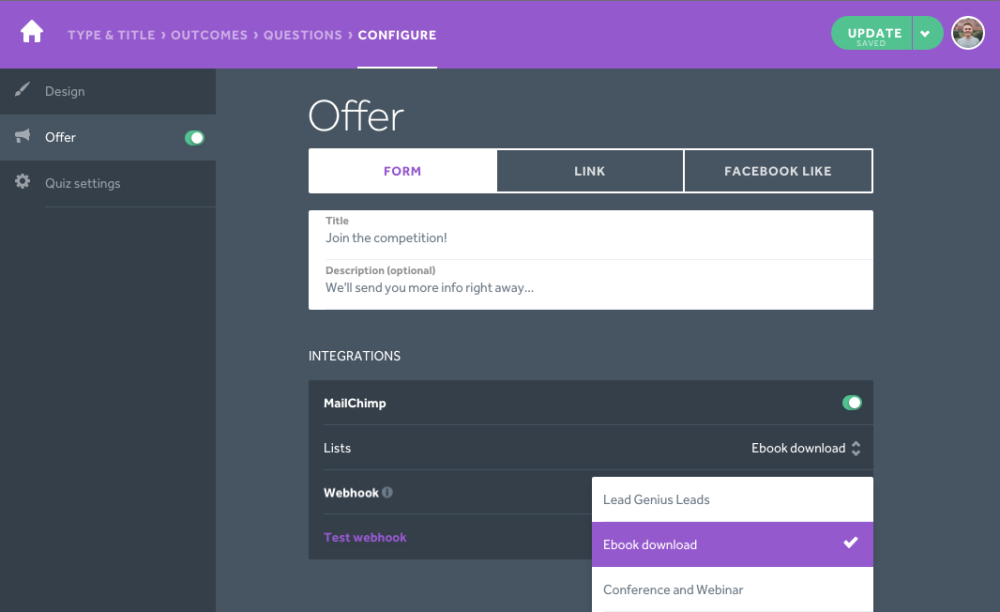 TYPE & TITLE › OUTCOMES › QUESTIONS › CONFIGURE
UPDATE
SAVED
Design
Offer
Quiz settings
Offer
FORM
LINK
FACEBOOK LIKE
Title
Join the competition!
Description (optional)
We'll send you more info right away...
INTEGRATIONS
MailChimp
Lists
Ebook download
Webhook
Test webhook
Lead Genius Leads
Ebook download
Conference and Webinar